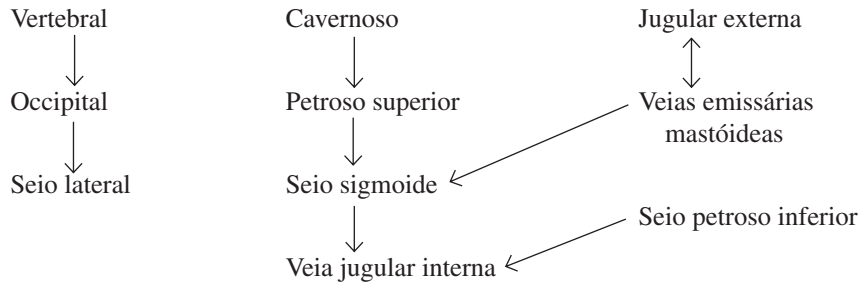 Vertebral
Cavernoso
Jugular externa
Occipital
Petroso superior
Veias emissárias
mastóideas
Seio lateral
Seio sigmoide
Seio petroso inferior
Veia jugular interna